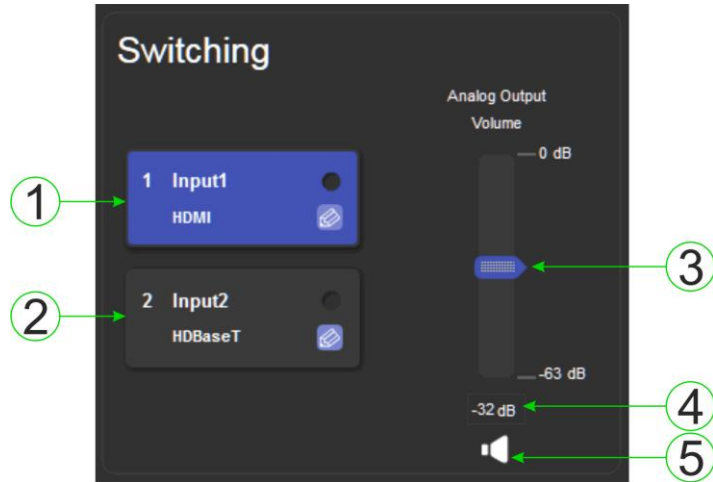 Switching
Analog Output
Volume
0 dB
1 Input1
HDMI
1
2 Input2
HDBaseT
2
3
-63 dB
-32 dB
4
5